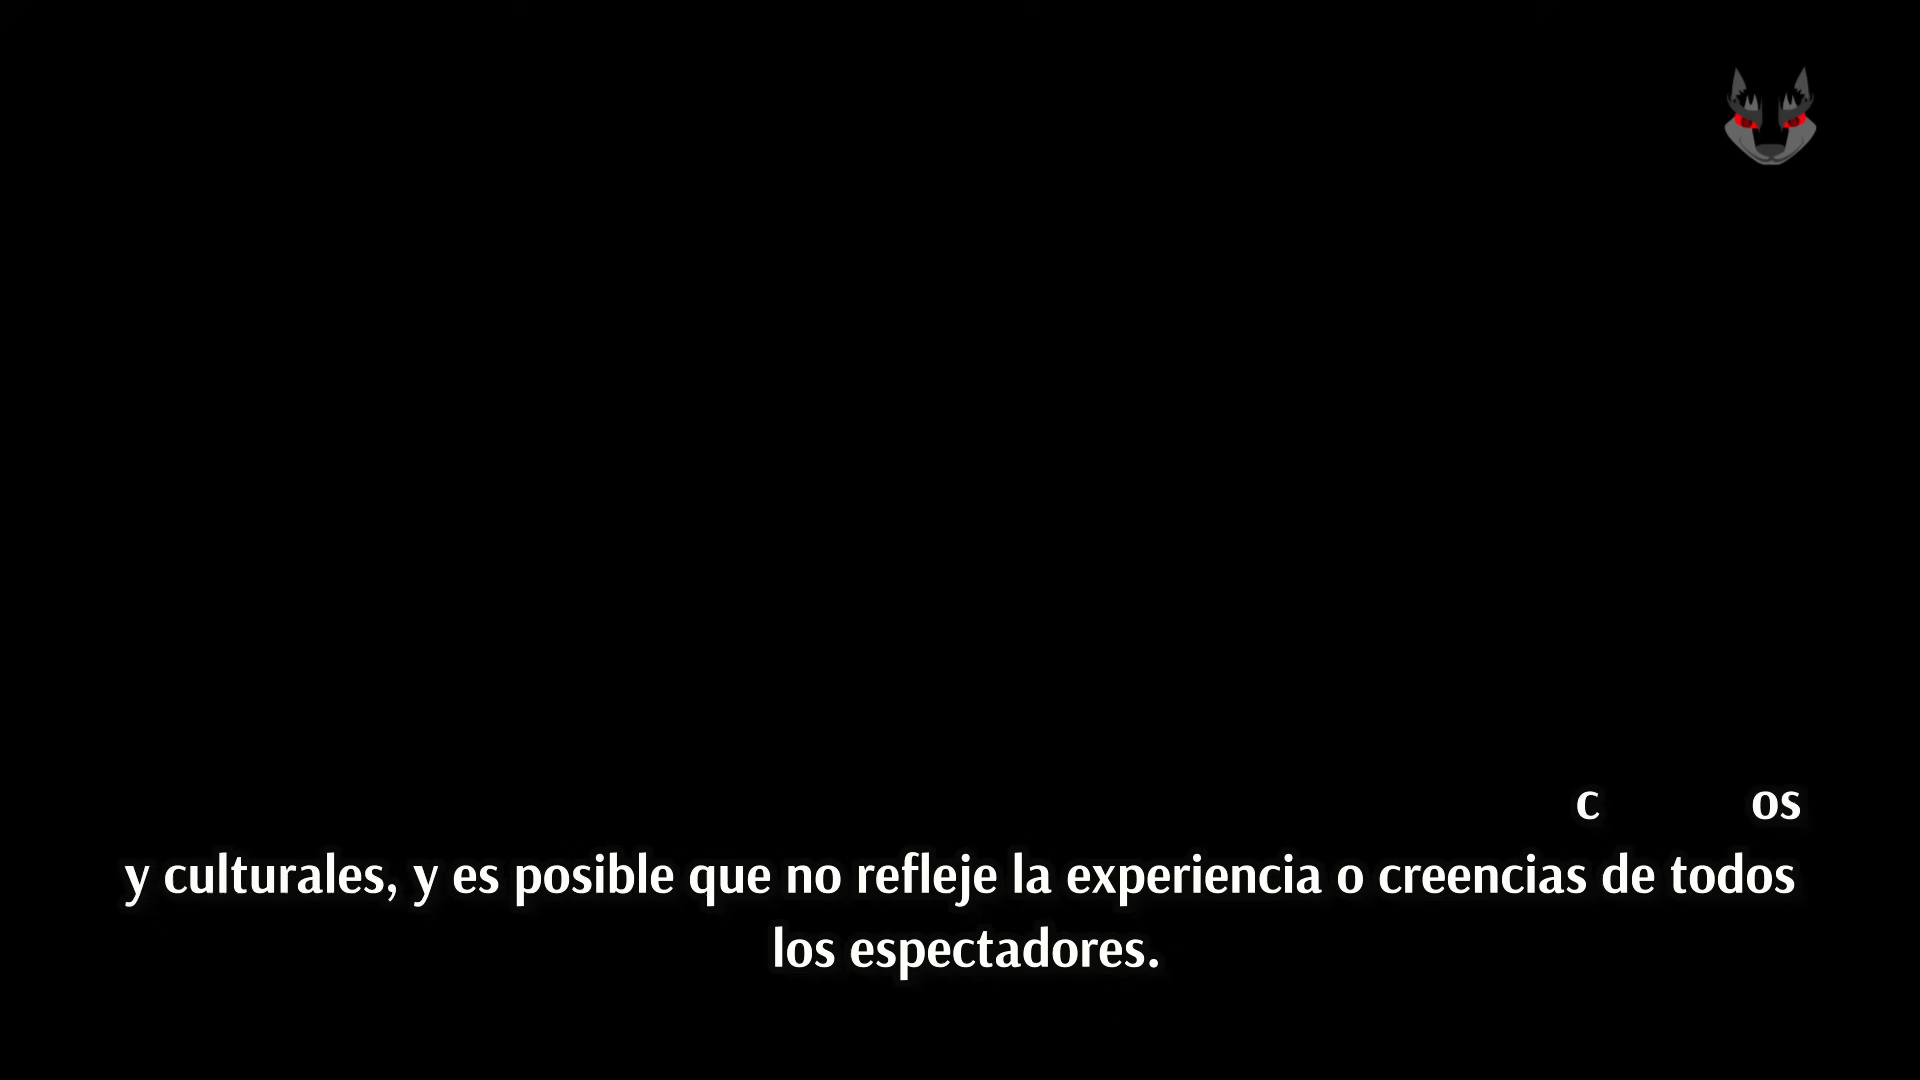 c os
y culturales, y es posible que no refleje la experiencia o creencias de todos
los espectadores.